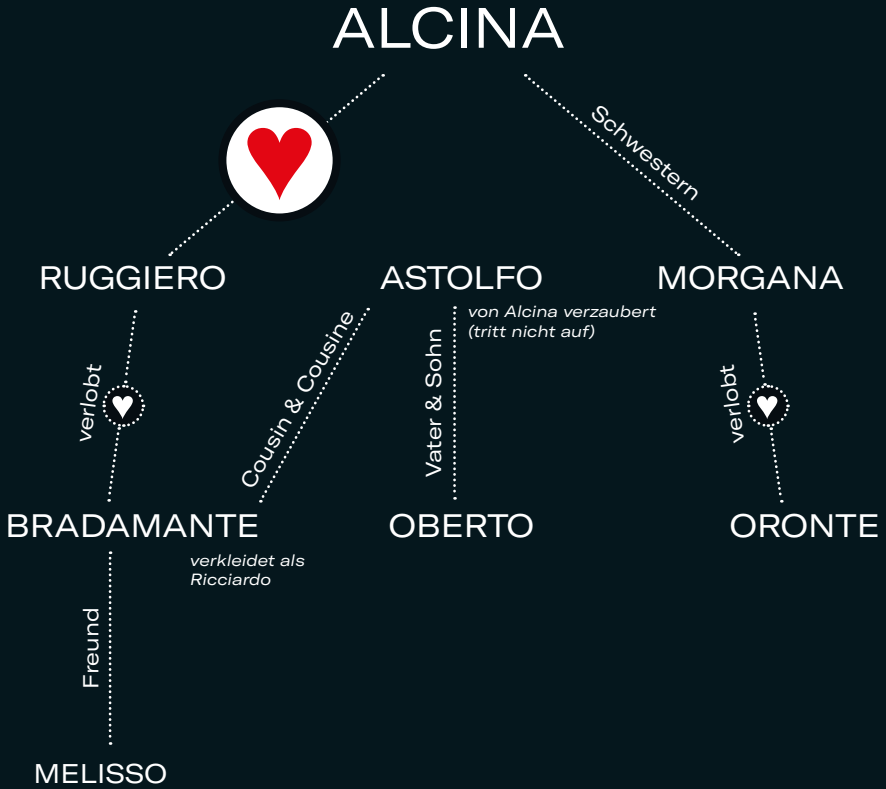 ALCINA
Schwestern
RUGGIERO
ASTOLFO
MORGANA
von Alcina verzaubert
(tritt nicht auf)
verlobt
Cousin & Cousine
Vater & Sohn
verlobt
BRADAMANTE
OBERTO
ORONTE
verkleidet als
Ricciardo
Freund
MELISSO